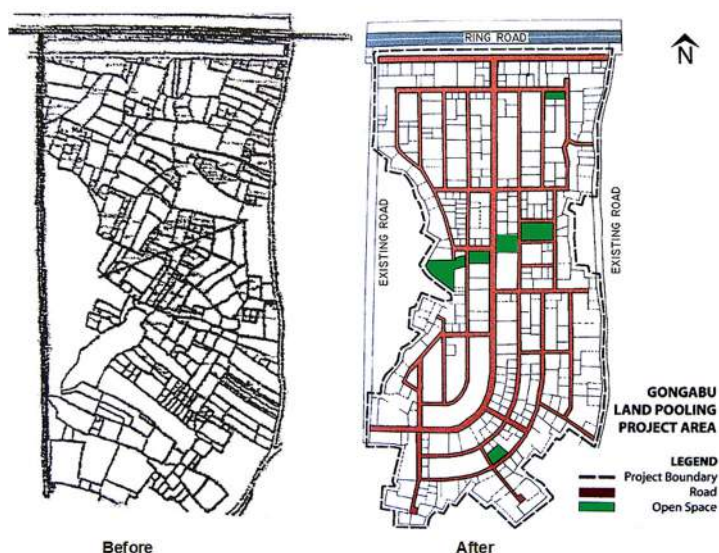 RING ROAD
N
EXISTING ROAD
EXISTING ROAD
GONGABU
LAND POOLING
PROJECT AREA
LEGEND
Project Boundary
Road
Open Space
Before
After